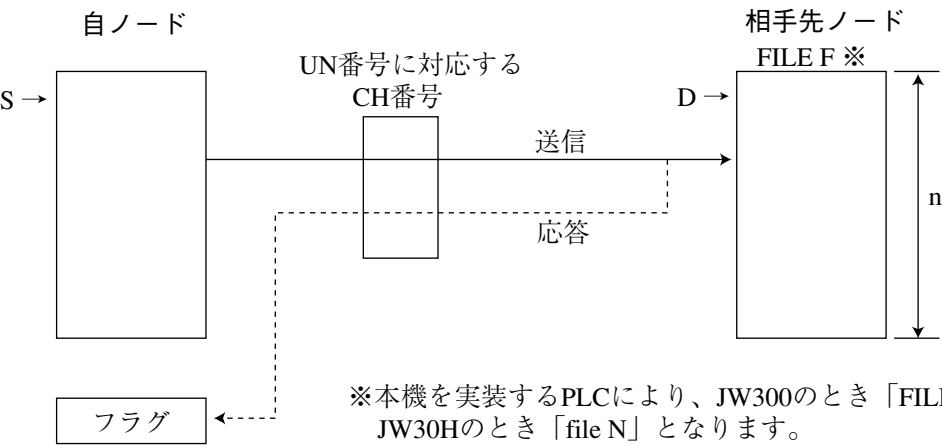 自ノード
相手先ノード
FILE F ※
UN番号に対応する
CH番号
S →
D →
送信
n
応答
フラグ
※本機を実装するPLCにより、JW300のとき「FILE
JW30Hのとき「file N」となります。